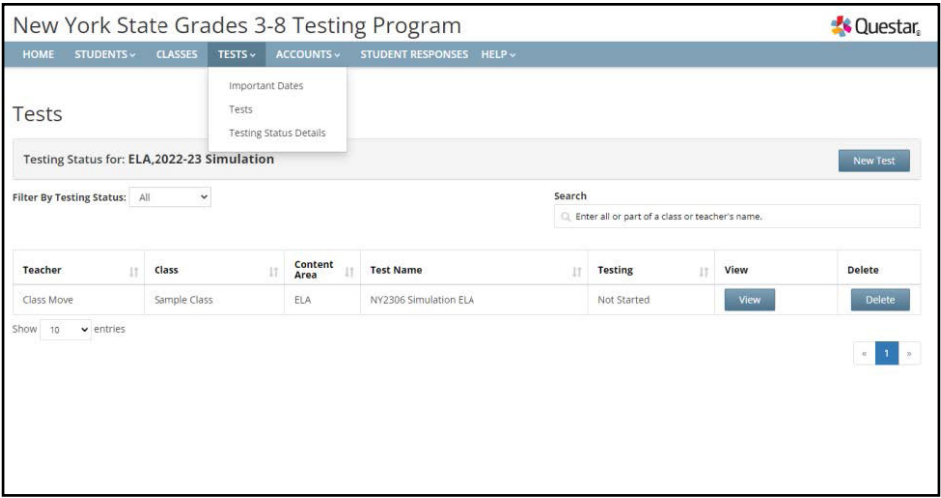 New York State Grades 3-8 Testing Program
Questar®
HOME STUDENTS CLASSES TESTS ACCOUNTS STUDENT RESPONSES HELP
Important Dates
Tests
Testing Status Details
Tests
Testing Status for: ELA,2022-23 Simulation
New Test
Filter By Testing Status: All
Search
Enter all or part of a class or teacher's name.
Teacher Class Content Area Test Name Testing View Delete
Class Move Sample Class ELA NY2306 Simulation ELA Not Started View Delete
Show 10 entries
« 1 »